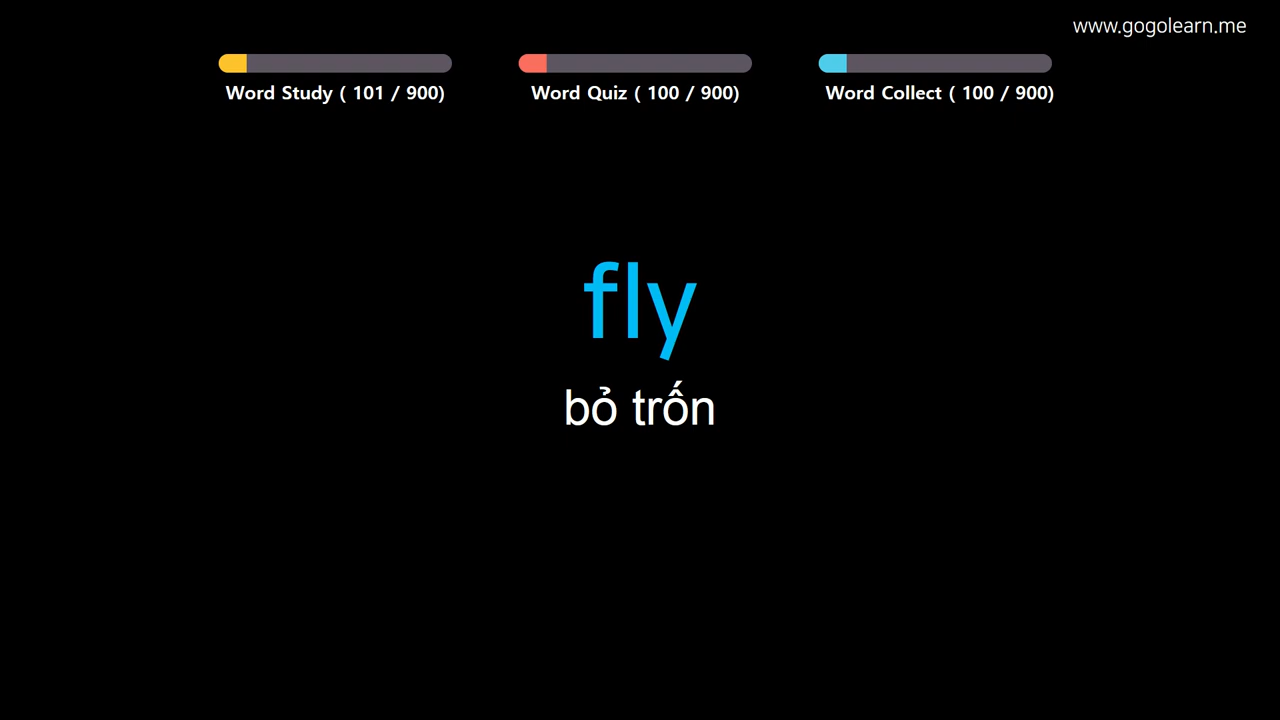 www.gogolearn.me
Word Study ( 101 / 900)
Word Quiz ( 100 / 900)
Word Collect ( 100 / 900)
fly
bỏ trốn